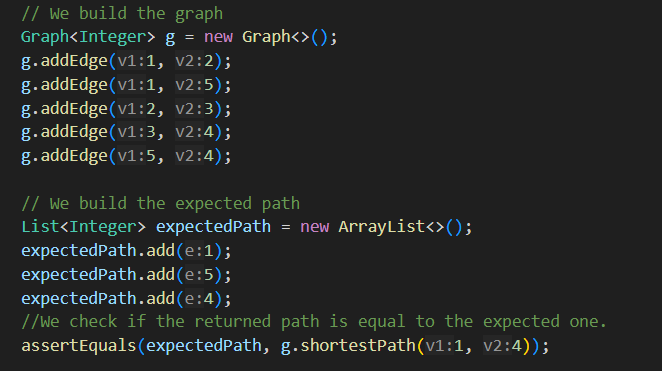 // We build the graph
Graph<Integer> g = new Graph<>();
g.addEdge(v1:1, v2:2);
g.addEdge(v1:1, v2:5);
g.addEdge(v1:2, v2:3);
g.addEdge(v1:3, v2:4);
g.addEdge(v1:5, v2:4);
// We build the expected path
List<Integer> expectedPath = new ArrayList<>();
expectedPath.add(e:1);
expectedPath.add(e:5);
expectedPath.add(e:4);
//We check if the returned path is equal to the expected one.
assertEquals(expectedPath, g.shortestPath(v1:1, v2:4));